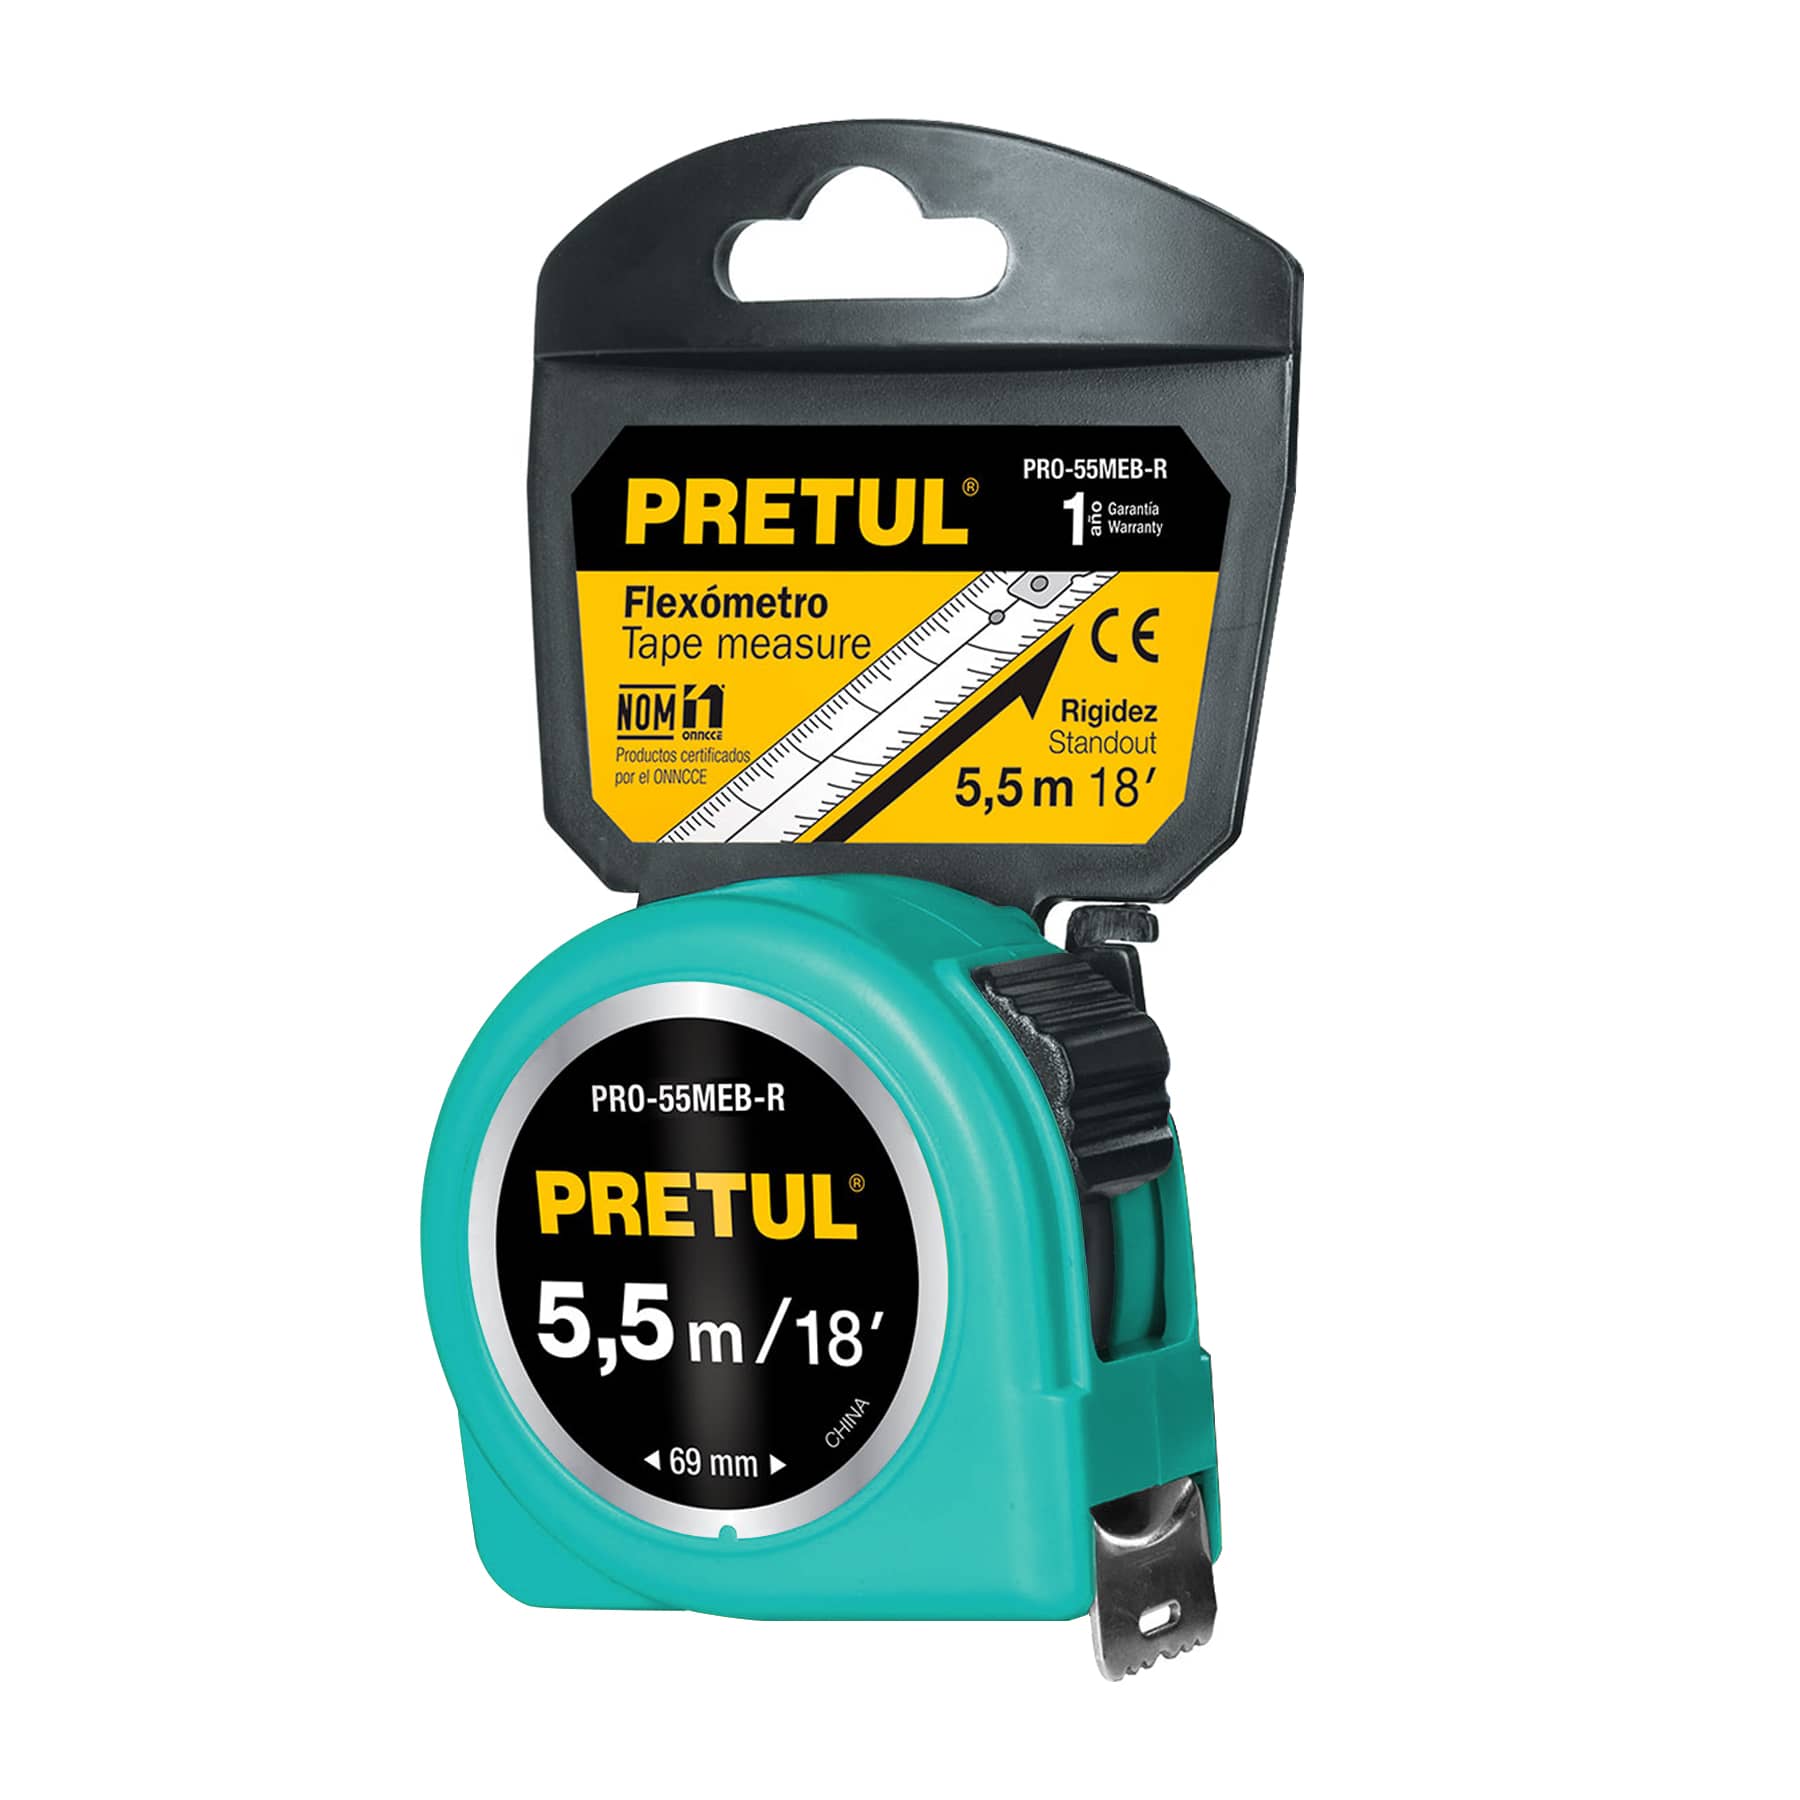 PRETUL®
PRO-55MEB-R
1 año Garantía
Warranty
Flexómetro
Tape measure
CE
NOM
ONNCCE
Productos certificados
por el ONNCCE
Rigidez
Standout
5,5 m 18′
PRO-55MEB-R
PRETUL®
5,5 m / 18′
CHINA
69 mm